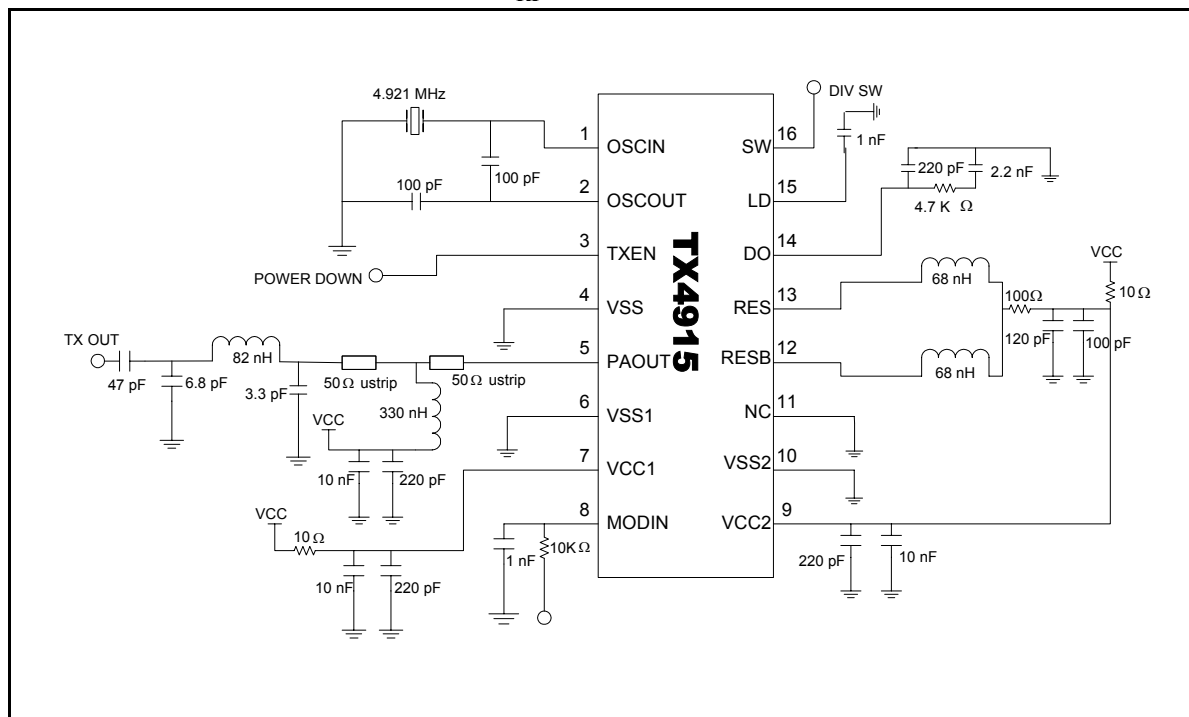 4.921 MHz
100 pF
100 pF
POWER DOWN
TX OUT
47 pF
6.8 pF
82 nH
3.3 pF
50Ω ustrip
50Ω ustrip
330 nH
VCC
10 nF
220 pF
VCC
10Ω
10 nF
220 pF
1 nF
10KΩ
1
OSCIN
2
OSCOUT
3
TXEN
4
VSS
5
PAOUT
6
VSS1
7
VCC1
8
MODIN
TX4915
16
SW
15
LD
14
DO
13
RES
12
RESB
11
NC
10
VSS2
9
VCC2
DIV SW
1 nF
220 pF
2.2 nF
4.7 K Ω
68 nH
68 nH
100Ω
120 pF
100 pF
VCC
10Ω
220 pF
10 nF